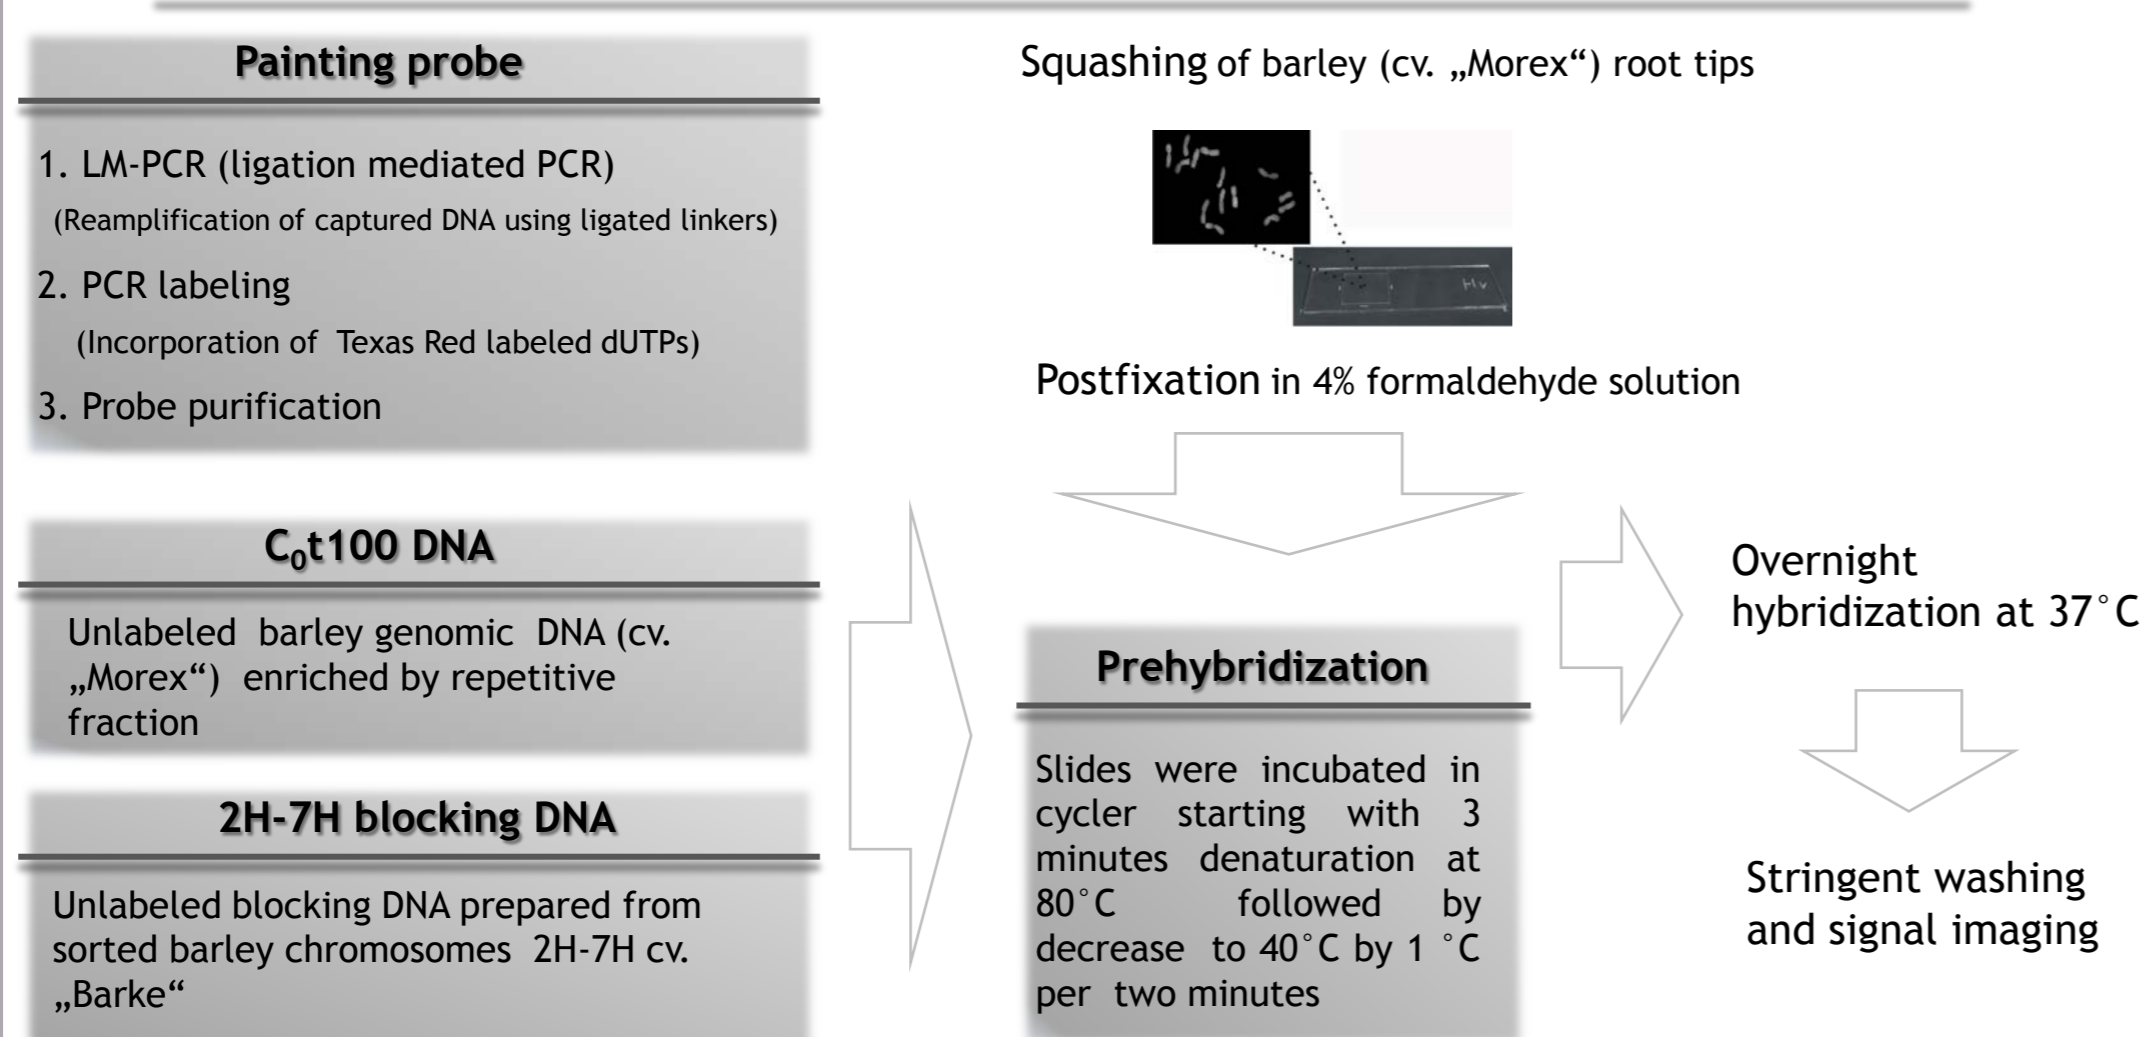 Painting probe
1. LM-PCR (ligation mediated PCR)
(Reamplification of captured DNA using ligated linkers)
2. PCR labeling
(Incorporation of Texas Red labeled dUTPs)
3. Probe purification
C₀t100 DNA
Unlabeled barley genomic DNA (cv.
„Morex“) enriched by repetitive
fraction
2H-7H blocking DNA
Unlabeled blocking DNA prepared from
sorted barley chromosomes 2H-7H cv.
„Barke“
Squashing of barley (cv. „Morex“) root tips
Hv
Postfixation in 4% formaldehyde solution
Prehybridization
Slides were incubated in
cycler starting with 3
minutes denaturation at
80°C followed by
decrease to 40°C by 1 °C
per two minutes
Overnight
hybridization at 37°C
Stringent washing
and signal imaging